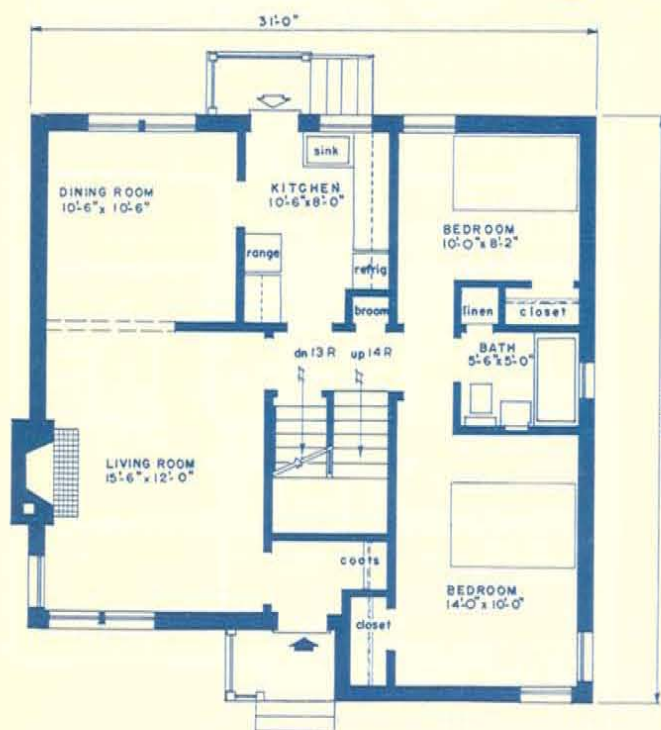 31'-0"
sink
DINING ROOM
10'-6" x 10'-6"
KITCHEN
10'-6" x 8'-0"
BEDROOM
10'-0" x 8'-2"
range
refrig
broom
linen
closet
dn 13 R
up 14 R
BATH
5'-6" x 5'-0"
LIVING ROOM
15'-6" x 12'-0"
coats
BEDROOM
14'-0" x 10'-0"
closet